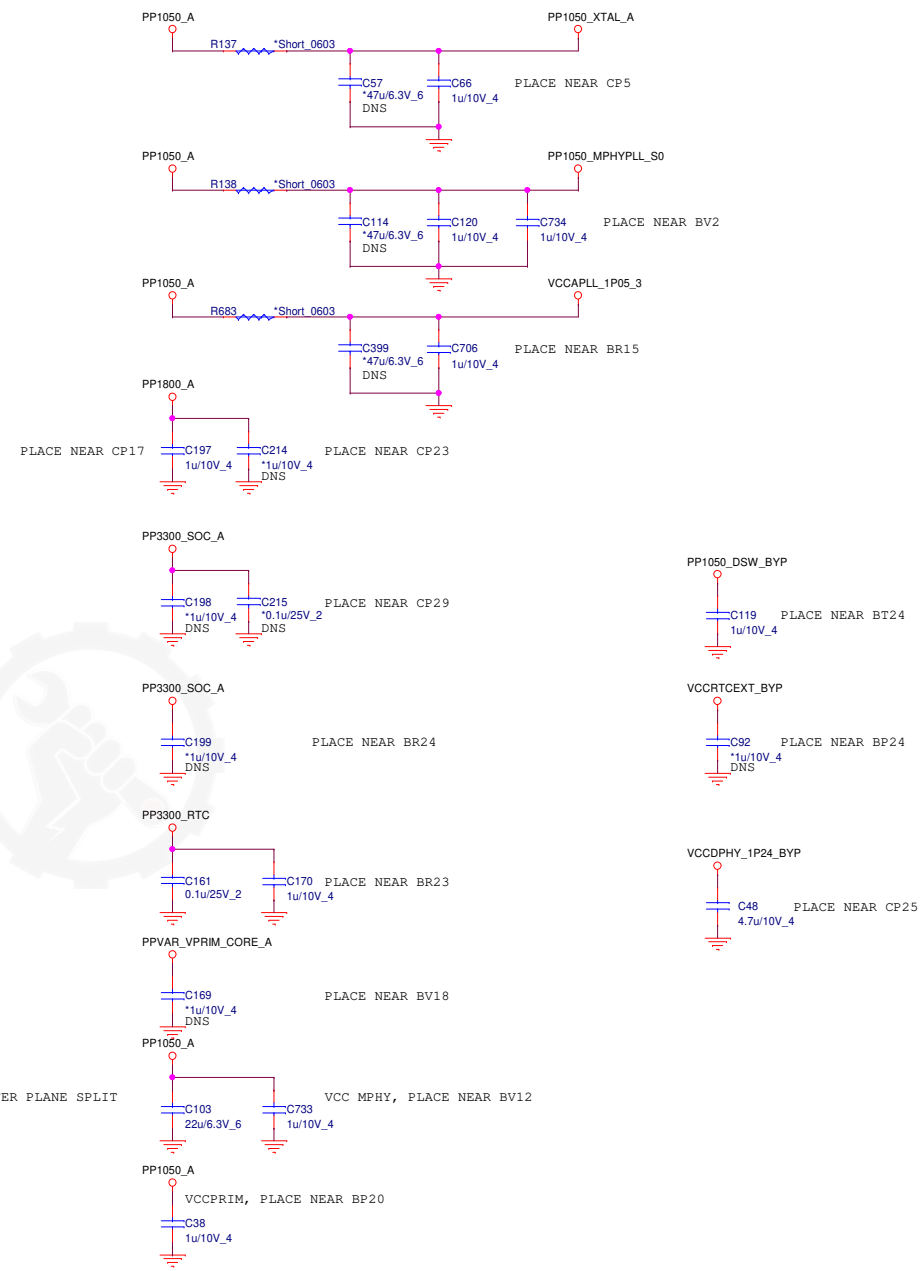 PP1050_A
PP1050_XTAL_A
R137
*Short_0603
C57
*47u/6.3V_6
DNS
C66
1u/10V_4
PLACE NEAR CP5
PP1050_A
PP1050_MPHYPLL_S0
R138
*Short_0603
C114
*47u/6.3V_6
DNS
C120
1u/10V_4
C734
1u/10V_4
PLACE NEAR BV2
PP1050_A
VCCAPLL_1P05_3
R683
*Short_0603
C399
*47u/6.3V_6
DNS
C706
1u/10V_4
PLACE NEAR BR15
PP1800_A
PLACE NEAR CP17
C197
1u/10V_4
C214
*1u/10V_4
DNS
PLACE NEAR CP23
PP3300_SOC_A
C198
*1u/10V_4
DNS
C215
*0.1u/25V_2
DNS
PLACE NEAR CP29
PP1050_DSW_BYP
C119
1u/10V_4
PLACE NEAR BT24
PP3300_SOC_A
C199
*1u/10V_4
DNS
PLACE NEAR BR24
VCCRTCEXT_BYP
C92
*1u/10V_4
DNS
PLACE NEAR BP24
PP3300_RTC
C161
0.1u/25V_2
C170
1u/10V_4
PLACE NEAR BR23
VCCDPHY_1P24_BYP
C48
4.7u/10V_4
PLACE NEAR CP25
PPVAR_VPRIM_CORE_A
C169
*1u/10V_4
DNS
PLACE NEAR BV18
PP1050_A
ER PLANE SPLIT
C103
22u/6.3V_6
C733
1u/10V_4
VCC MPHY, PLACE NEAR BV12
PP1050_A
VCCPRIM, PLACE NEAR BP20
C38
1u/10V_4